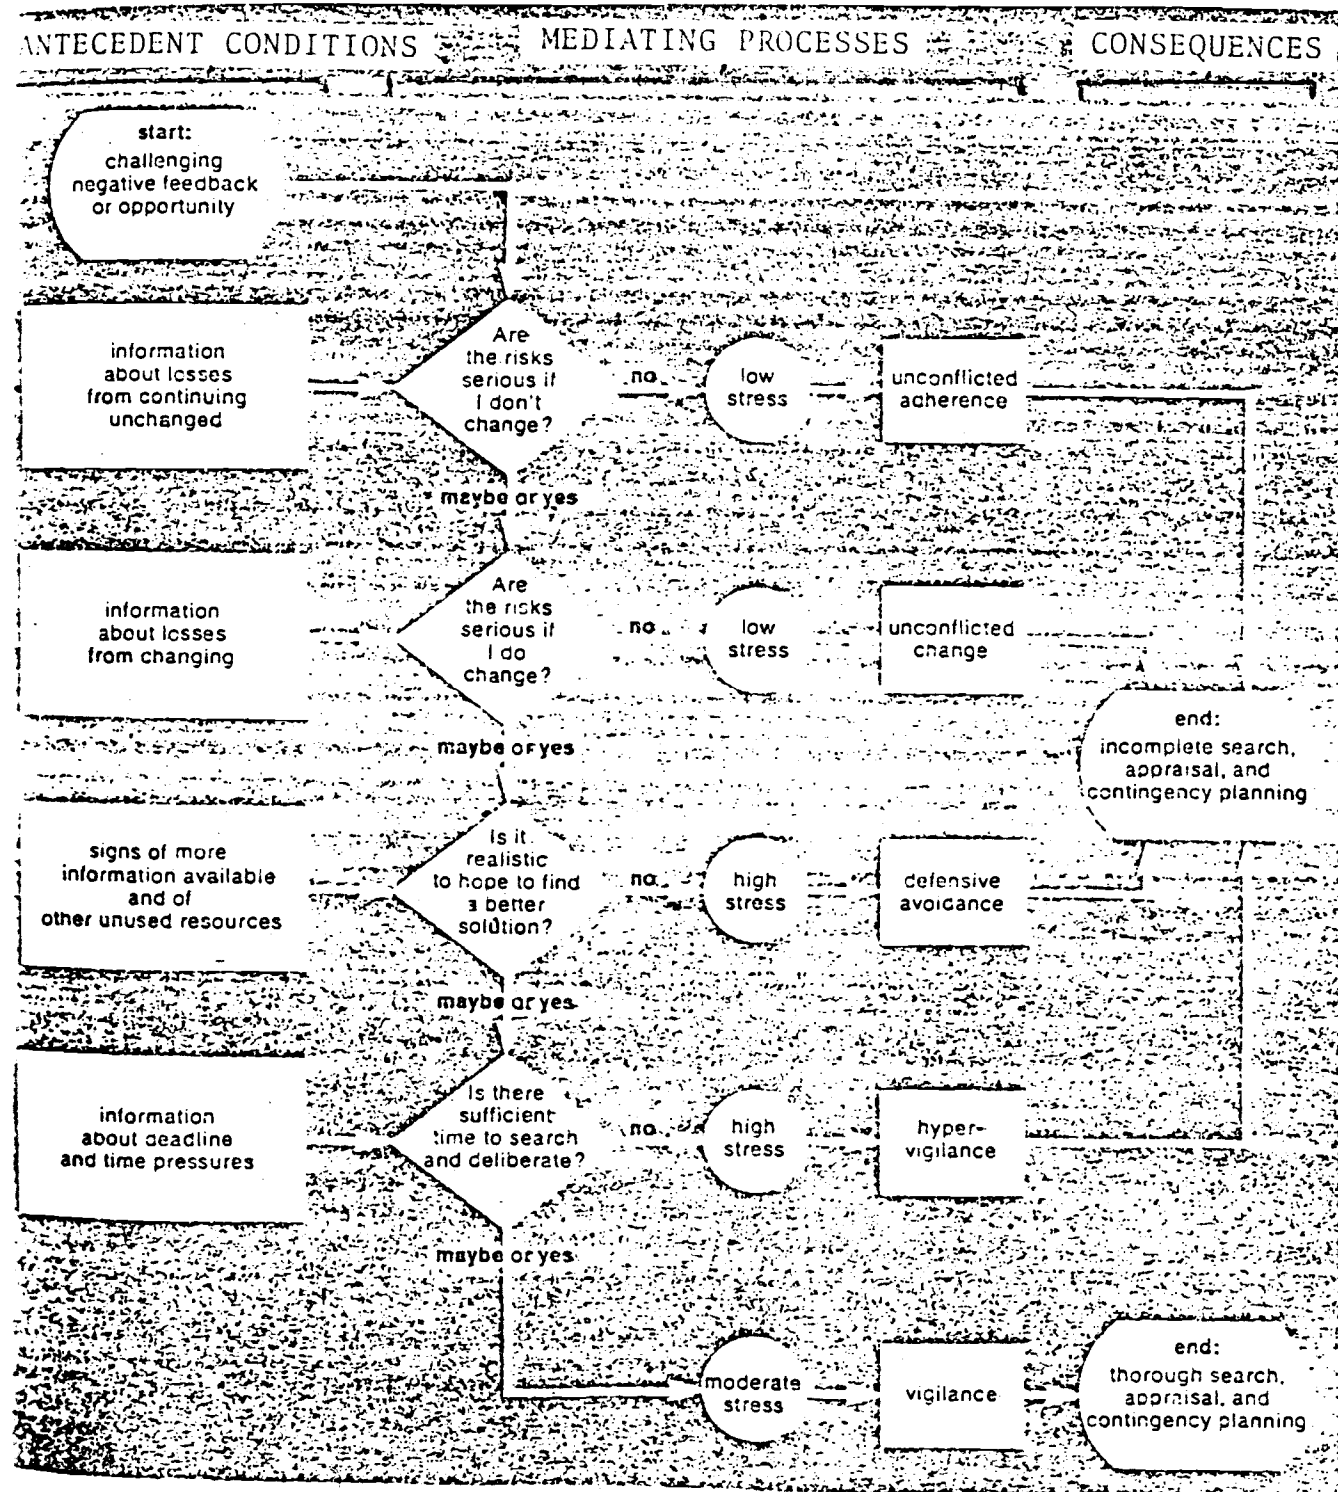 ANTECEDENT CONDITIONS
MEDIATING PROCESSES
CONSEQUENCES
start:
challenging
negative feedback
or opportunity
information
about losses
from continuing
unchanged
Are
the risks
serious if
I don't
change?
no
low
stress
unconflicted
adherence
maybe or yes
information
about losses
from changing
Are
the risks
serious if
I do
change?
no
low
stress
unconflicted
change
end:
incomplete search,
appraisal, and
contingency planning
maybe or yes
signs of more
information available
and of
other unused resources
Is it
realistic
to hope to find
a better
solution?
no
high
stress
defensive
avoidance
maybe or yes
information
about deadline
and time pressures
Is there
sufficient
time to search
and deliberate?
no
high
stress
hyper-
vigilance
maybe or yes
moderate
stress
vigilance
end:
thorough search,
appraisal, and
contingency planning